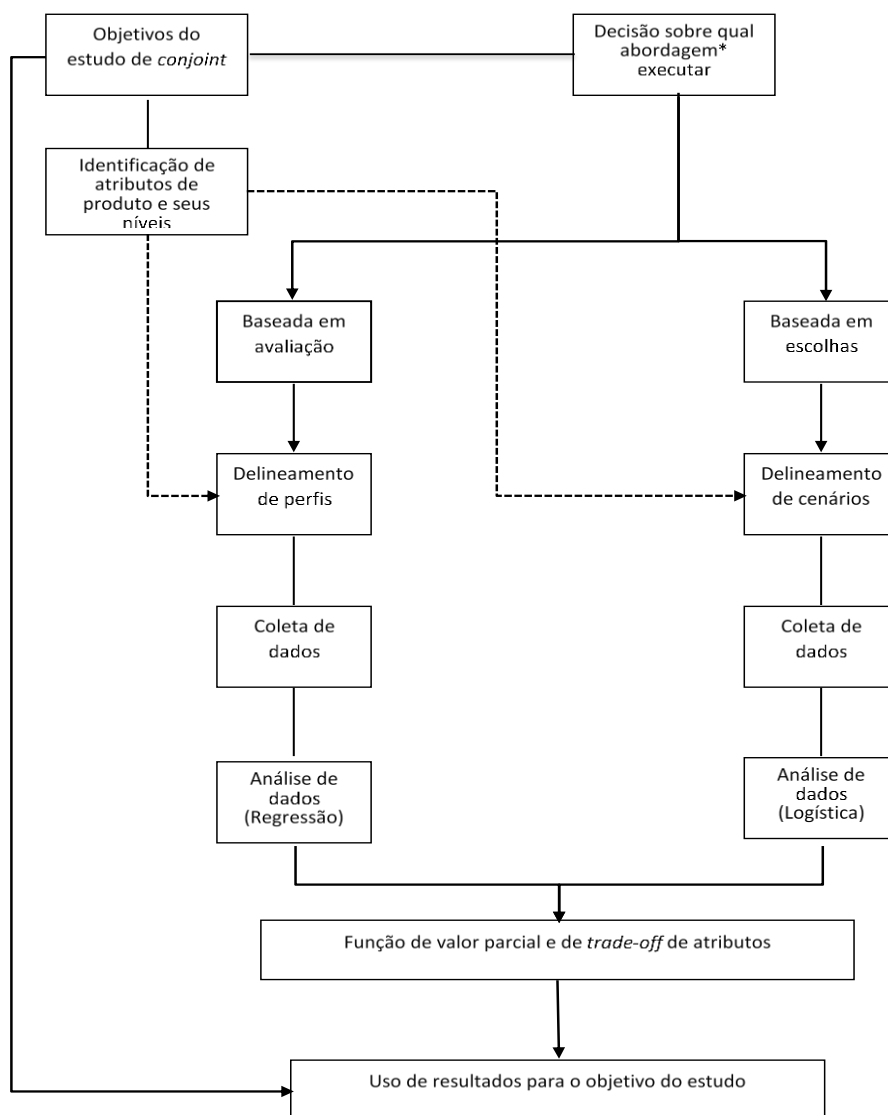 Objetivos do
estudo de conjoint
Decisão sobre qual
abordagem*
executar
Identificação de
atributos de
produto e seus
níveis
Baseada em
avaliação
Baseada em
escolhas
Delineamento
de perfis
Delineamento
de cenários
Coleta de
dados
Coleta de
dados
Análise de
dados
(Regressão)
Análise de
dados
(Logística)
Função de valor parcial e de trade-off de atributos
Uso de resultados para o objetivo do estudo